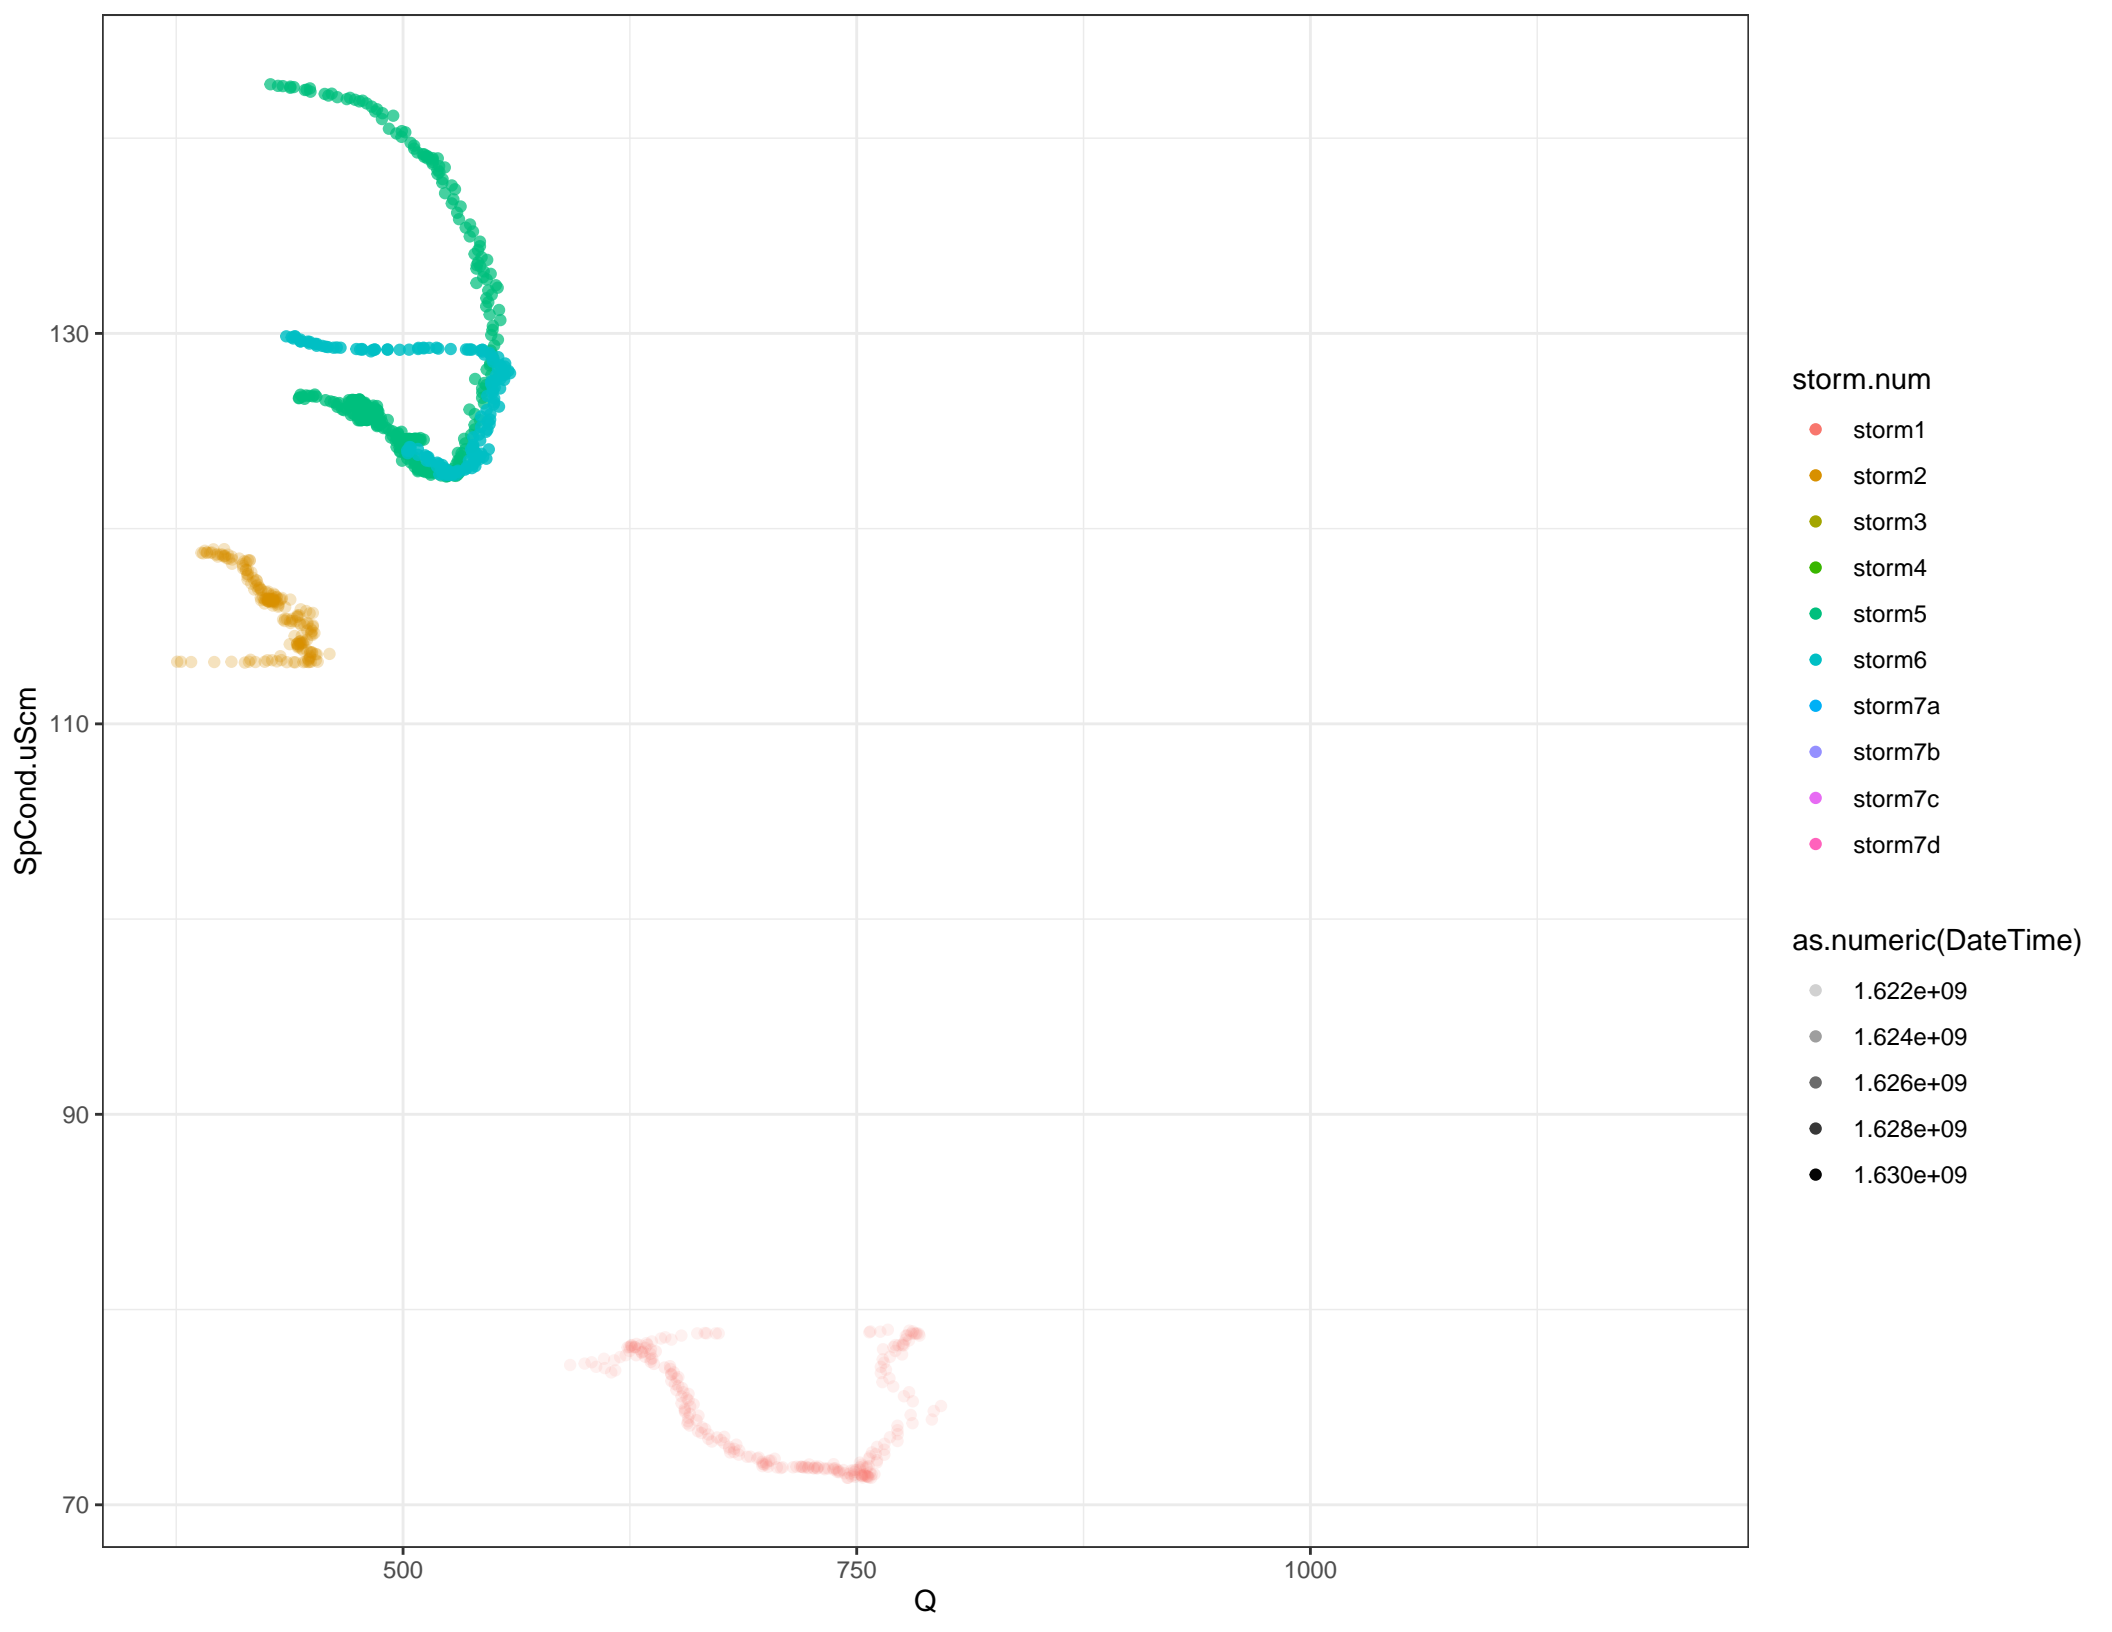 130
110
90
70
SpCond.uScm
500
750
1000
Q
storm.num
storm1
storm2
storm3
storm4
storm5
storm6
storm7a
storm7b
storm7c
storm7d
as.numeric(DateTime)
1.622e+09
1.624e+09
1.626e+09
1.628e+09
1.630e+09